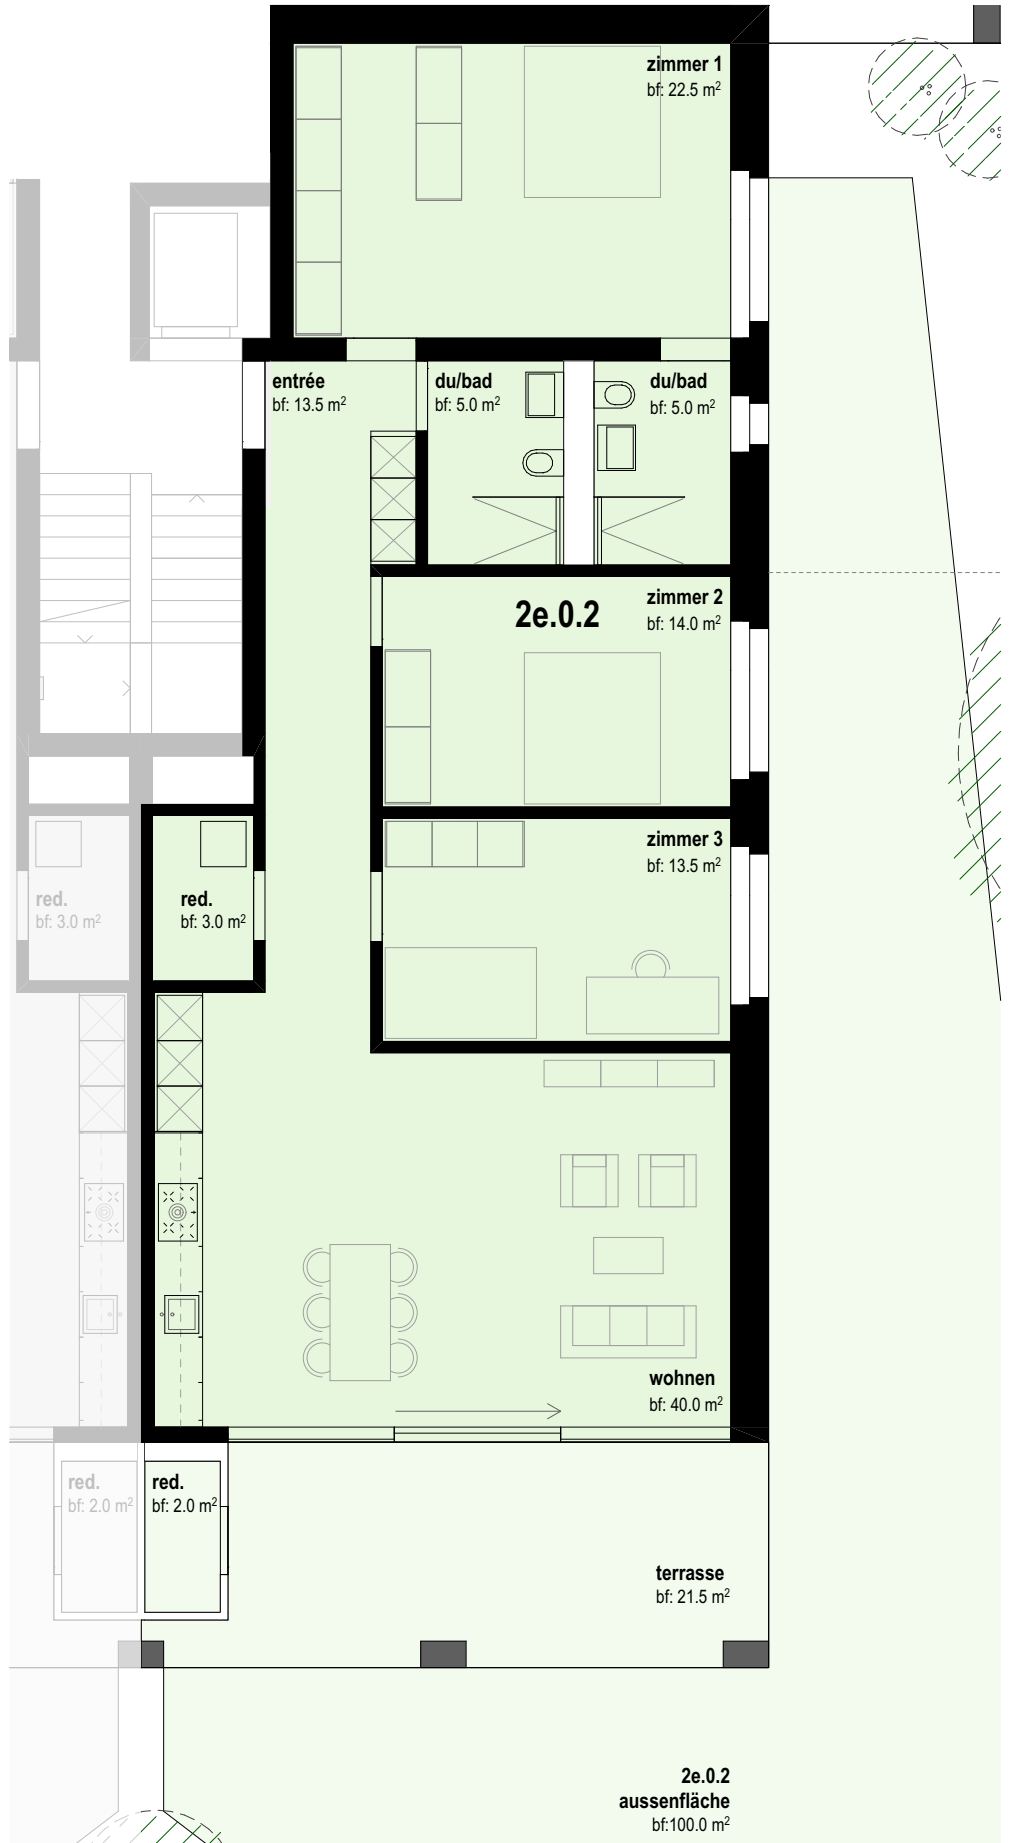 zimmer 1
bf: 22.5 m²
entrée
bf: 13.5 m²
du/bad
bf: 5.0 m²
du/bad
bf: 5.0 m²
2e.0.2
zimmer 2
bf: 14.0 m²
zimmer 3
bf: 13.5 m²
red.
bf: 3.0 m²
red.
bf: 3.0 m²
wohnen
bf: 40.0 m²
red.
bf: 2.0 m²
red.
bf: 2.0 m²
terrasse
bf: 21.5 m²
2e.0.2
aussenfläche
bf:100.0 m²